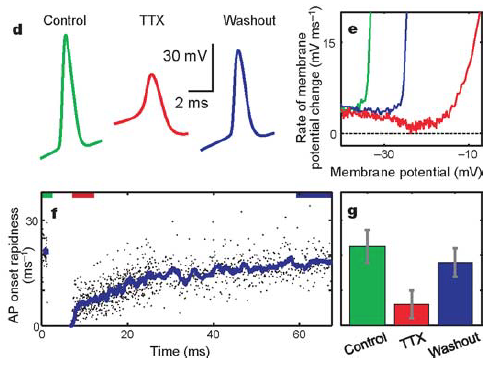 d
Control
TTX
Washout
30 mV
2 ms
e
Rate of membrane
potential change (mV ms⁻¹)
15
0
−30
−10
Membrane potential (mV)
f
AP onset rapidness
(ms⁻¹)
30
0
0
20
40
60
Time (ms)
g
Control
TTX
Washout